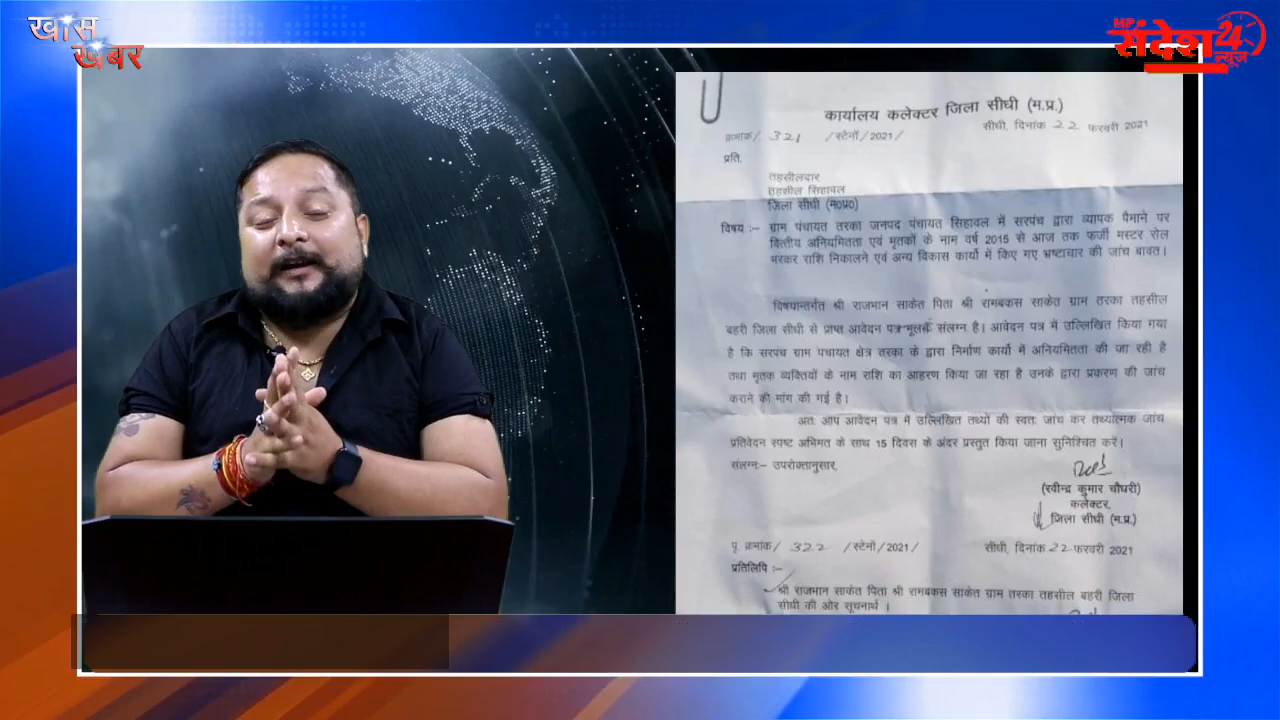 खास
खबर
MP
संदेश 24
न्यूज
कार्यालय कलेक्टर जिला सीधी (म.प्र.)
क्रमांक/ 321 /स्टेनो/2021/
सीधी, दिनांक 22 फरवरी 2021
प्रति,
तहसीलदार
तहसील सिहावल
जिला सीधी (म०प्र०)
विषय :- ग्राम पंचायत तरका जनपद पंचायत सिहावल में सरपंच द्वारा व्यापक पैमाने पर
वित्तीय अनियमितता एवं मृतकों के नाम वर्ष 2015 से आज तक फर्जी मस्टर रोल
भरकर राशि निकालने एवं अन्य विकास कार्यो में किए गए भ्रष्टाचार की जांच बावत।
विषयान्तर्गत श्री राजभान साकेत पिता श्री रामबकस साकेत ग्राम तरका तहसील
बहरी जिला सीधी से प्राप्त आवेदन पत्र मूलतः संलग्न है। आवेदन पत्र में उल्लिखित किया गया
है कि सरपंच ग्राम पंचायत क्षेत्र तरका के द्वारा निर्माण कार्यो में अनियमितता की जा रही है
तथा मृतक व्यक्तियों के नाम राशि का आहरण किया जा रहा है उनके द्वारा प्रकरण की जांच
कराने की मांग की गई है।
अतः आप आवेदन पत्र में उल्लिखित तथ्यों की स्वतः जांच कर तथ्यात्मक जांच
प्रतिवेदन स्पष्ट अभिमत के साथ 15 दिवस के अंदर प्रस्तुत किया जाना सुनिश्चित करें।
संलग्नः- उपरोक्तानुसार,
(रवीन्द्र कुमार चौधरी)
कलेक्टर,
जिला सीधी (म.प्र.)
पृ. क्रमांक/ 322 /स्टेनो/2021/
सीधी, दिनांक 22 फरवरी 2021
प्रतिलिपि :-
श्री राजभान साकेत पिता श्री रामबकस साकेत ग्राम तरका तहसील बहरी जिला
सीधी की ओर सूचनार्थ ।